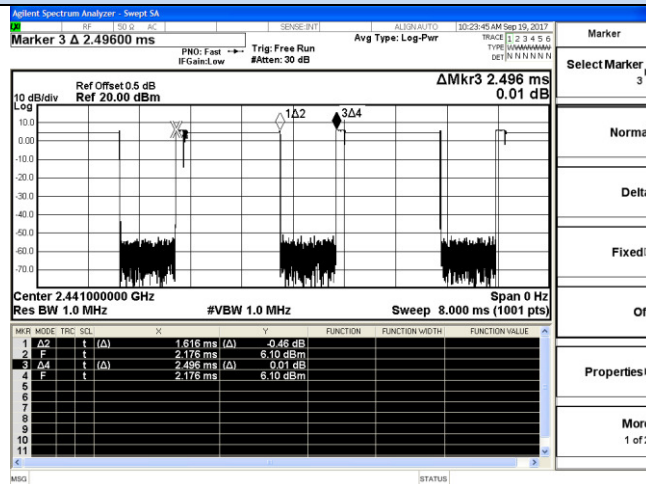 Agilent Spectrum Analyzer - Swept SA
RF 50 Ω AC SENSE:INT ALIGNAUTO 10:23:45 AM Sep 19, 2017
Marker 3 Δ 2.49600 ms
Avg Type: Log-Pwr
TRACE 1 2 3 4 5 6
TYPE
DET N N N N N N
PNO: Fast
IFGain:Low
Trig: Free Run
#Atten: 30 dB
ΔMkr3 2.496 ms
0.01 dB
Ref Offset 0.5 dB
10 dB/div Ref 20.00 dBm
Log
10.0
0.00
-10.0
-20.0
-30.0
-40.0
-50.0
-60.0
-70.0
1Δ2
3Δ4
Center 2.441000000 GHz Span 0 Hz
Res BW 1.0 MHz #VBW 1.0 MHz Sweep 8.000 ms (1001 pts)
MKR MODE TRC SCL X Y FUNCTION FUNCTION WIDTH FUNCTION VALUE
1 Δ2 t (Δ) 1.616 ms (Δ) -0.46 dB
2 F t 2.176 ms 6.10 dBm
3 Δ4 t (Δ) 2.496 ms (Δ) 0.01 dB
4 F t 2.176 ms 6.10 dBm
5
6
7
8
9
10
11
MSG STATUS
Marker
Select Marker
3
Norma
Delta
Fixed
Of
Properties
More
1 of 2